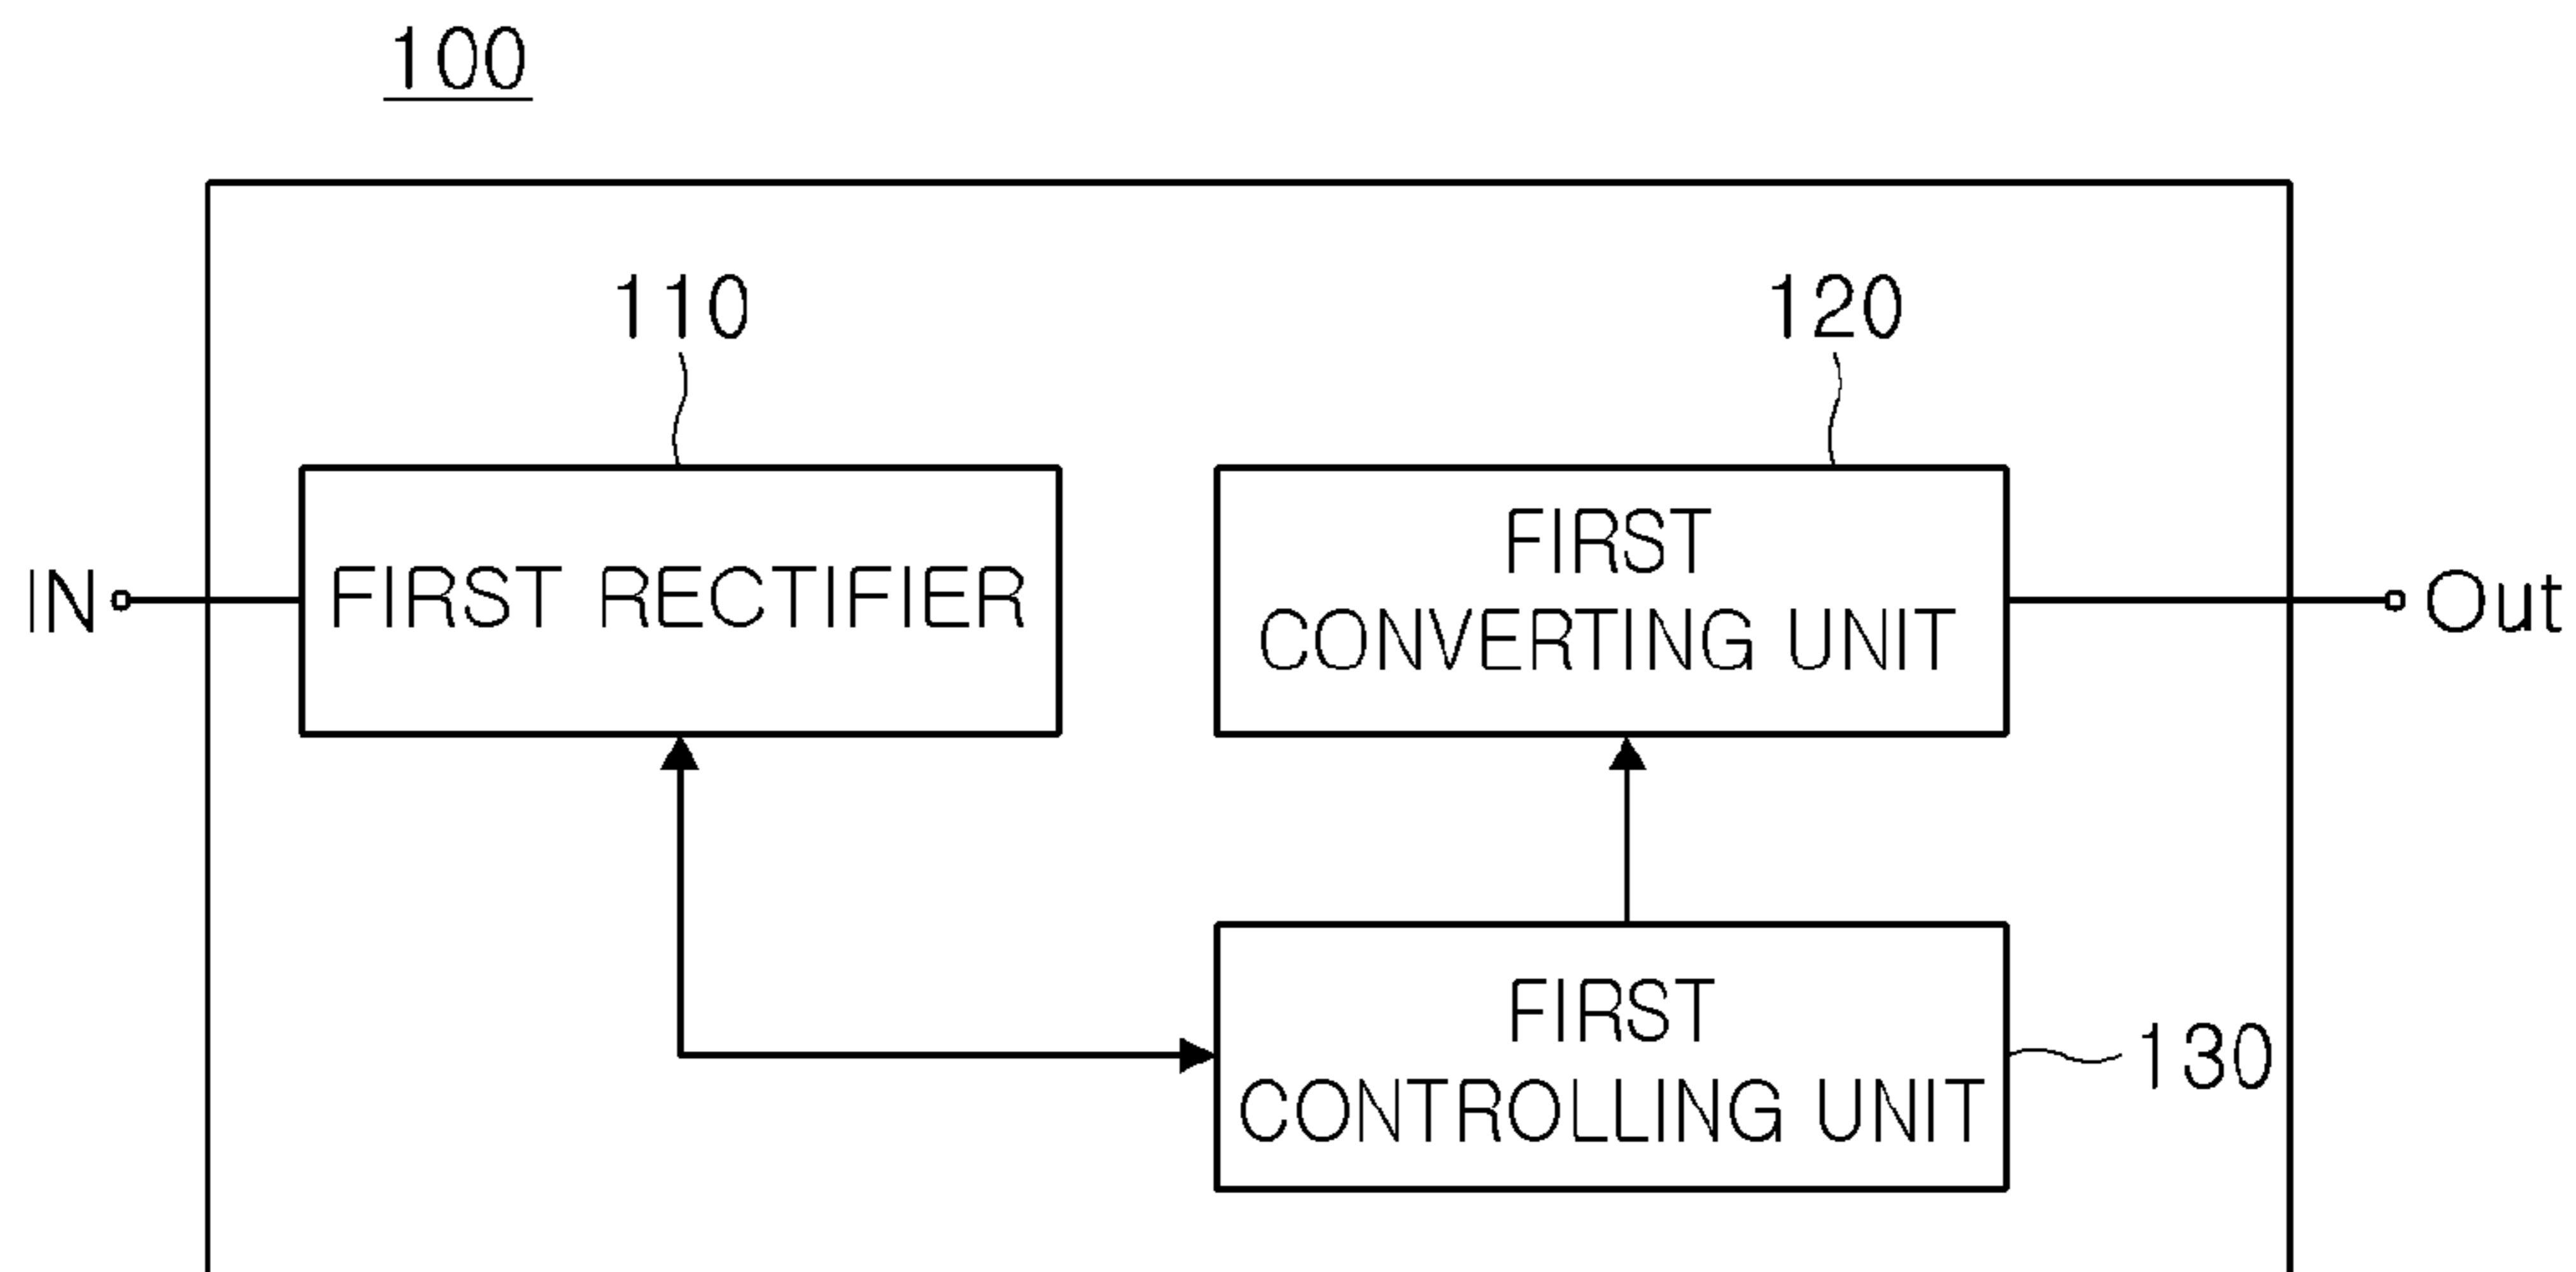 100
110
120
IN
FIRST RECTIFIER
FIRST
CONVERTING UNIT
Out
FIRST
CONTROLLING UNIT
130